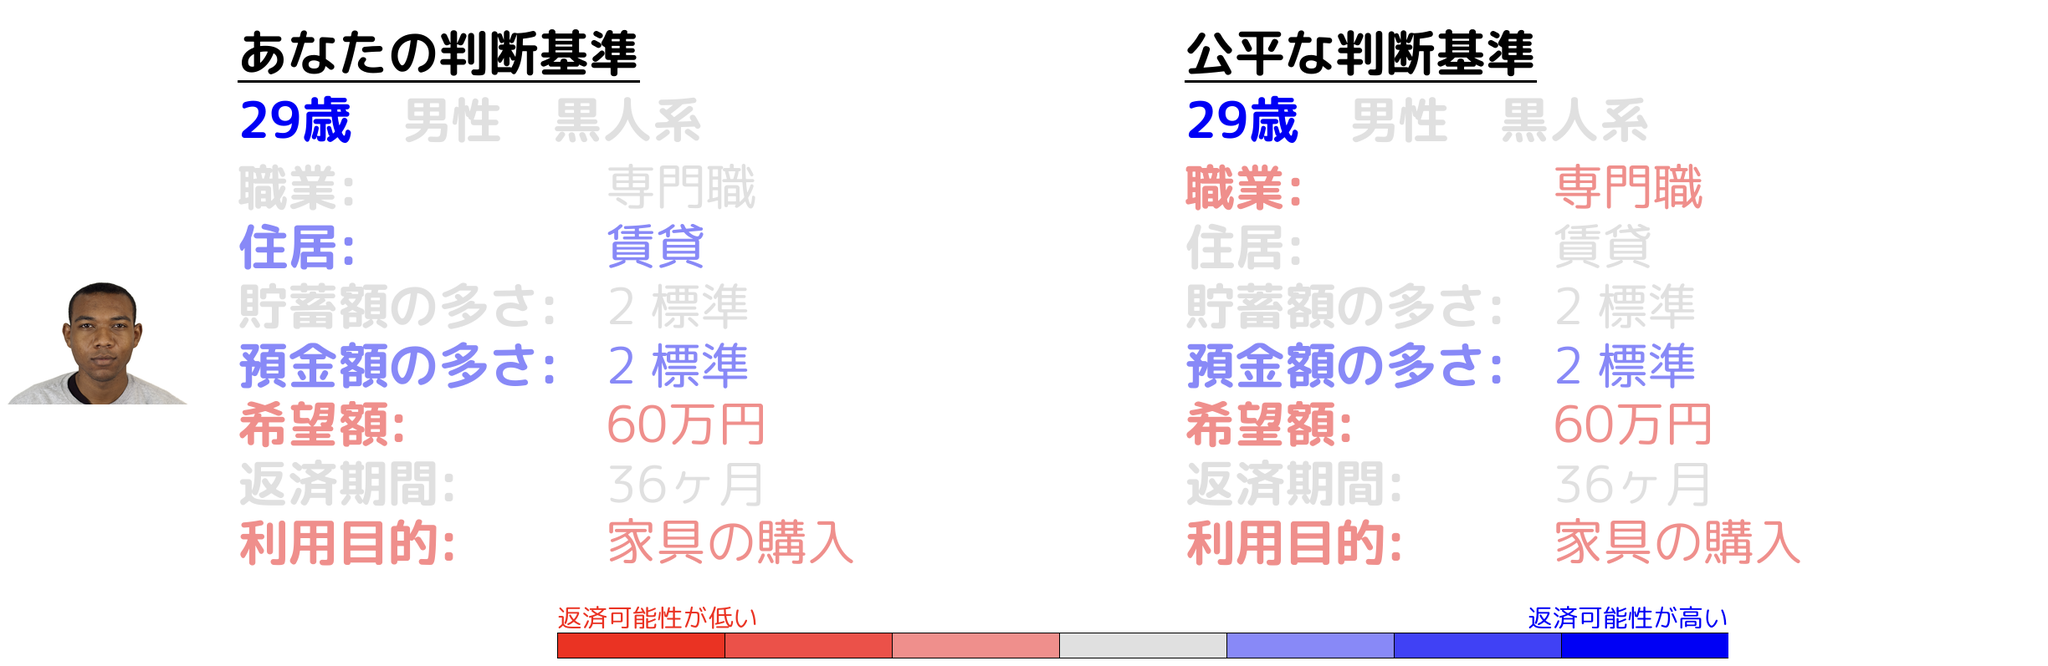 あなたの判断基準
29歳 男性 黒人系
職業: 専門職
住居: 賃貸
貯蓄額の多さ: 2 標準
預金額の多さ: 2 標準
希望額: 60万円
返済期間: 36ヶ月
利用目的: 家具の購入
公平な判断基準
29歳 男性 黒人系
職業: 専門職
住居: 賃貸
貯蓄額の多さ: 2 標準
預金額の多さ: 2 標準
希望額: 60万円
返済期間: 36ヶ月
利用目的: 家具の購入
返済可能性が低い
返済可能性が高い